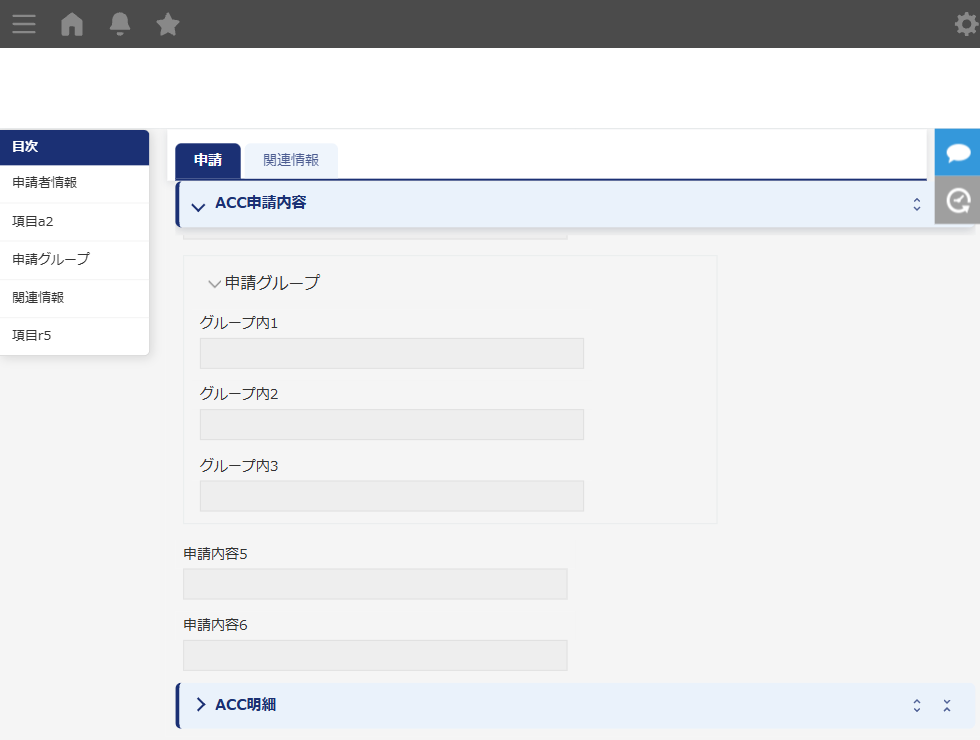 目次
申請者情報
項目a2
申請グループ
関連情報
項目r5
申請
関連情報
ACC申請内容
申請グループ
グループ内1
グループ内2
グループ内3
申請内容5
申請内容6
ACC明細